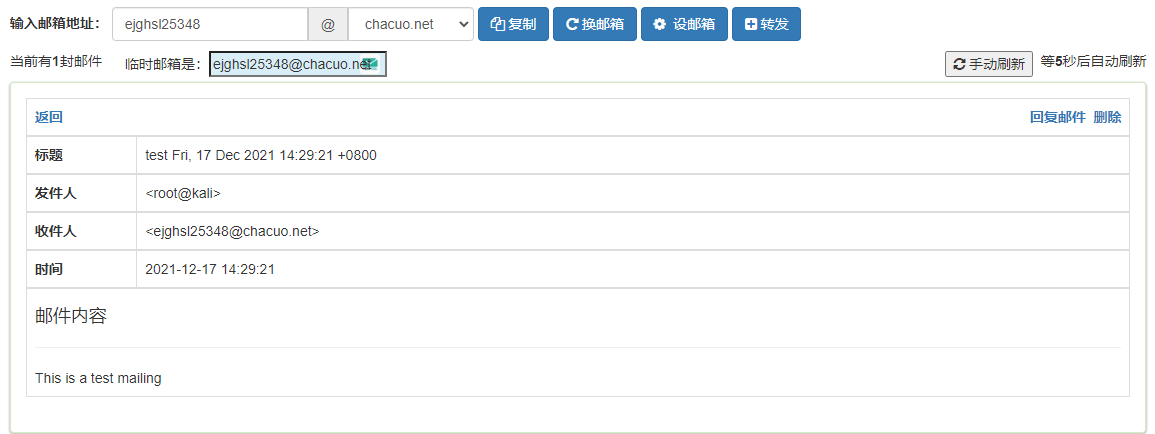 输入邮箱地址: ejghsl25348 @ chacuo.net 复制 换邮箱 设邮箱 转发
当前有1封邮件 临时邮箱是: ejghsl25348@chacuo.net 手动刷新 等5秒后自动刷新
返回 回复邮件 删除
标题 test Fri, 17 Dec 2021 14:29:21 +0800
发件人 <root@kali>
收件人 <ejghsl25348@chacuo.net>
时间 2021-12-17 14:29:21
邮件内容
This is a test mailing